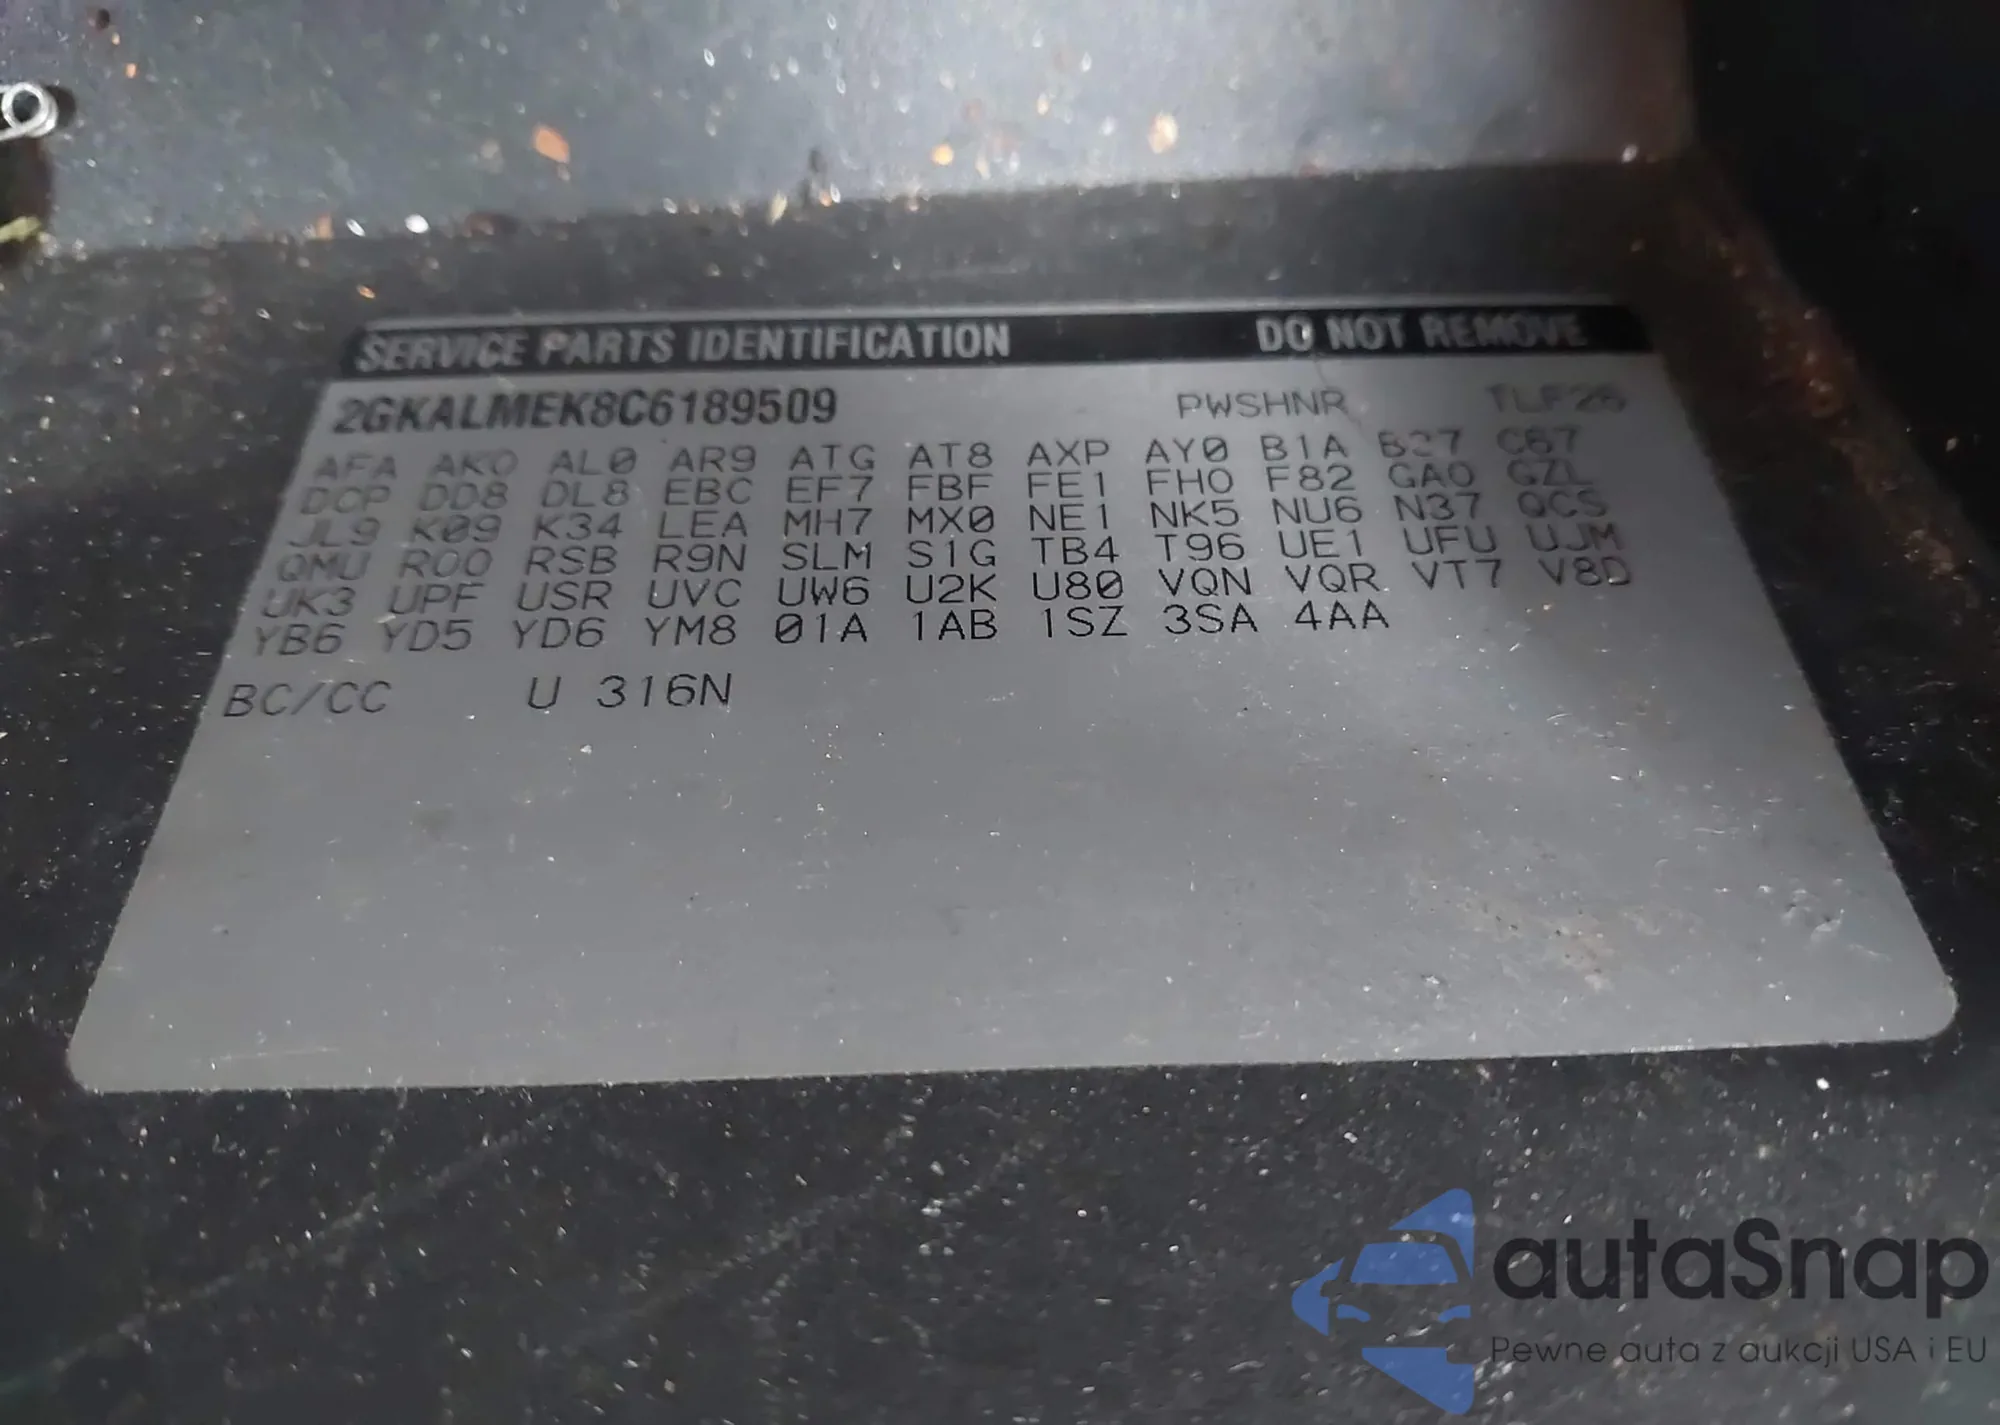 SERVICE PARTS IDENTIFICATION DO NOT REMOVE
2GKALMEK8C6189509 PWSHNR TLF26
AFA AK0 AL0 AR9 ATG AT8 AXP AY0 B1A B37 C67
DCP DD8 DL8 EBC EF7 FBF FE1 FH0 F82 GA0 GZL
JL9 K09 K34 LEA MH7 MX0 NE1 NK5 NU6 N37 QCS
QMU R00 RSB R9N SLM S1G TB4 T96 UE1 UFU UJM
UK3 UPF USR UVC UW6 U2K U80 VQN VQR VT7 V8D
YB6 YD5 YD6 YM8 01A 1AB 1SZ 3SA 4AA
BC/CC U 316N
autaSnap
Pewne auta z aukcji USA i EU